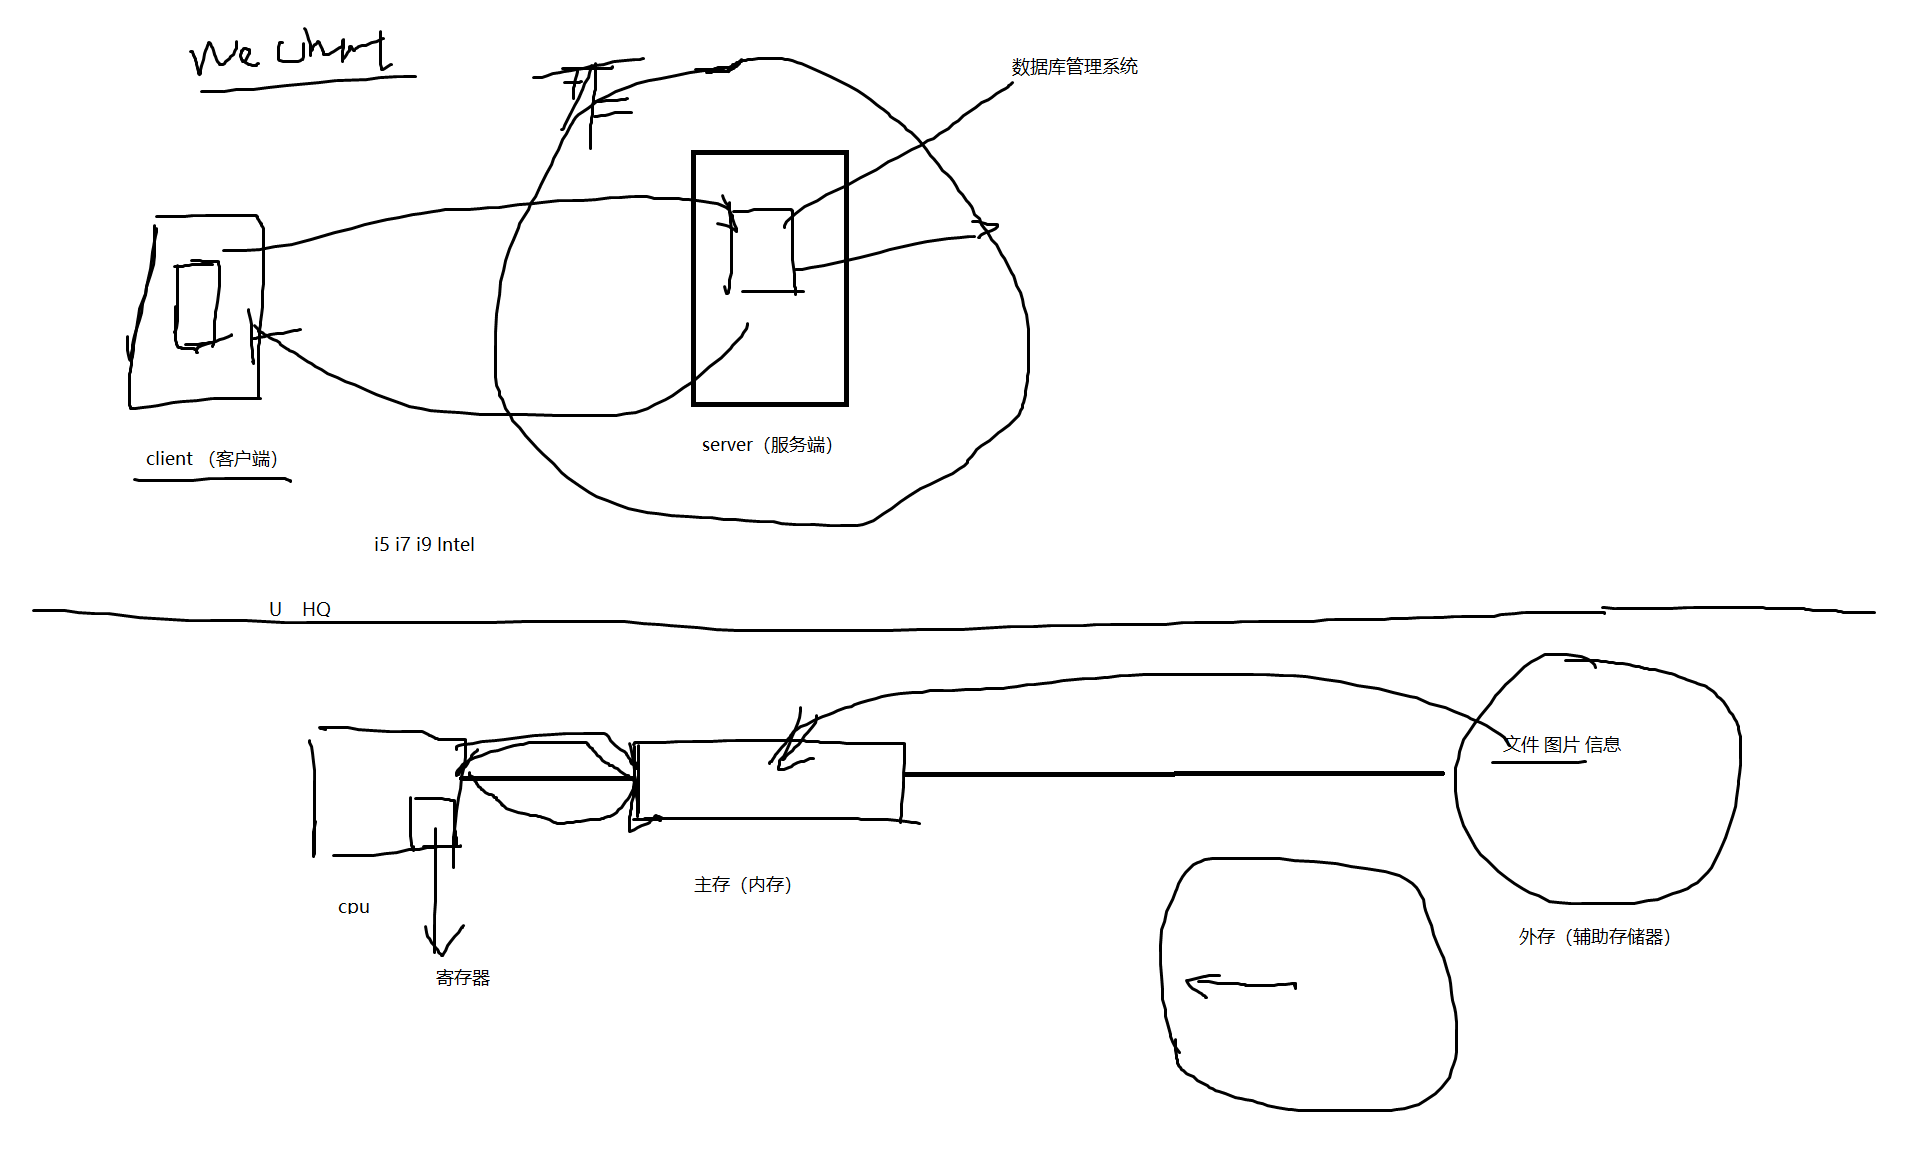 We Chat
数据库管理系统
server（服务端）
client （客户端）
i5 i7 i9 Intel
U HQ
文件 图片 信息
主存（内存）
cpu
外存（辅助存储器）
寄存器